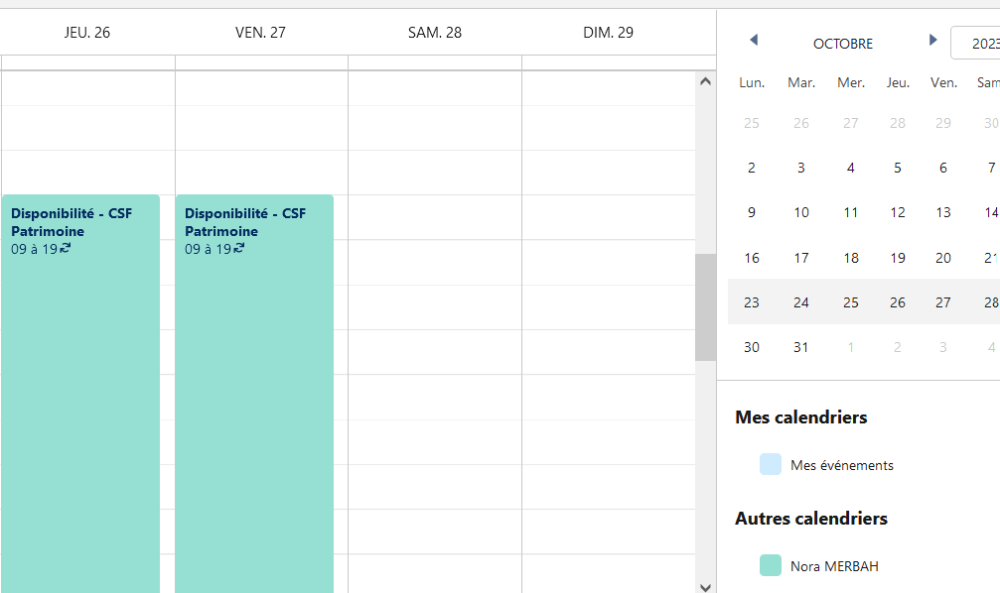 JEU. 26 VEN. 27 SAM. 28 DIM. 29
Disponibilité - CSF
Patrimoine
09 à 19
Disponibilité - CSF
Patrimoine
09 à 19
OCTOBRE 2023
Lun. Mar. Mer. Jeu. Ven. Sam
25 26 27 28 29 30
2 3 4 5 6 7
9 10 11 12 13 14
16 17 18 19 20 21
23 24 25 26 27 28
30 31 1 2 3 4
Mes calendriers
Mes événements
Autres calendriers
Nora MERBAH